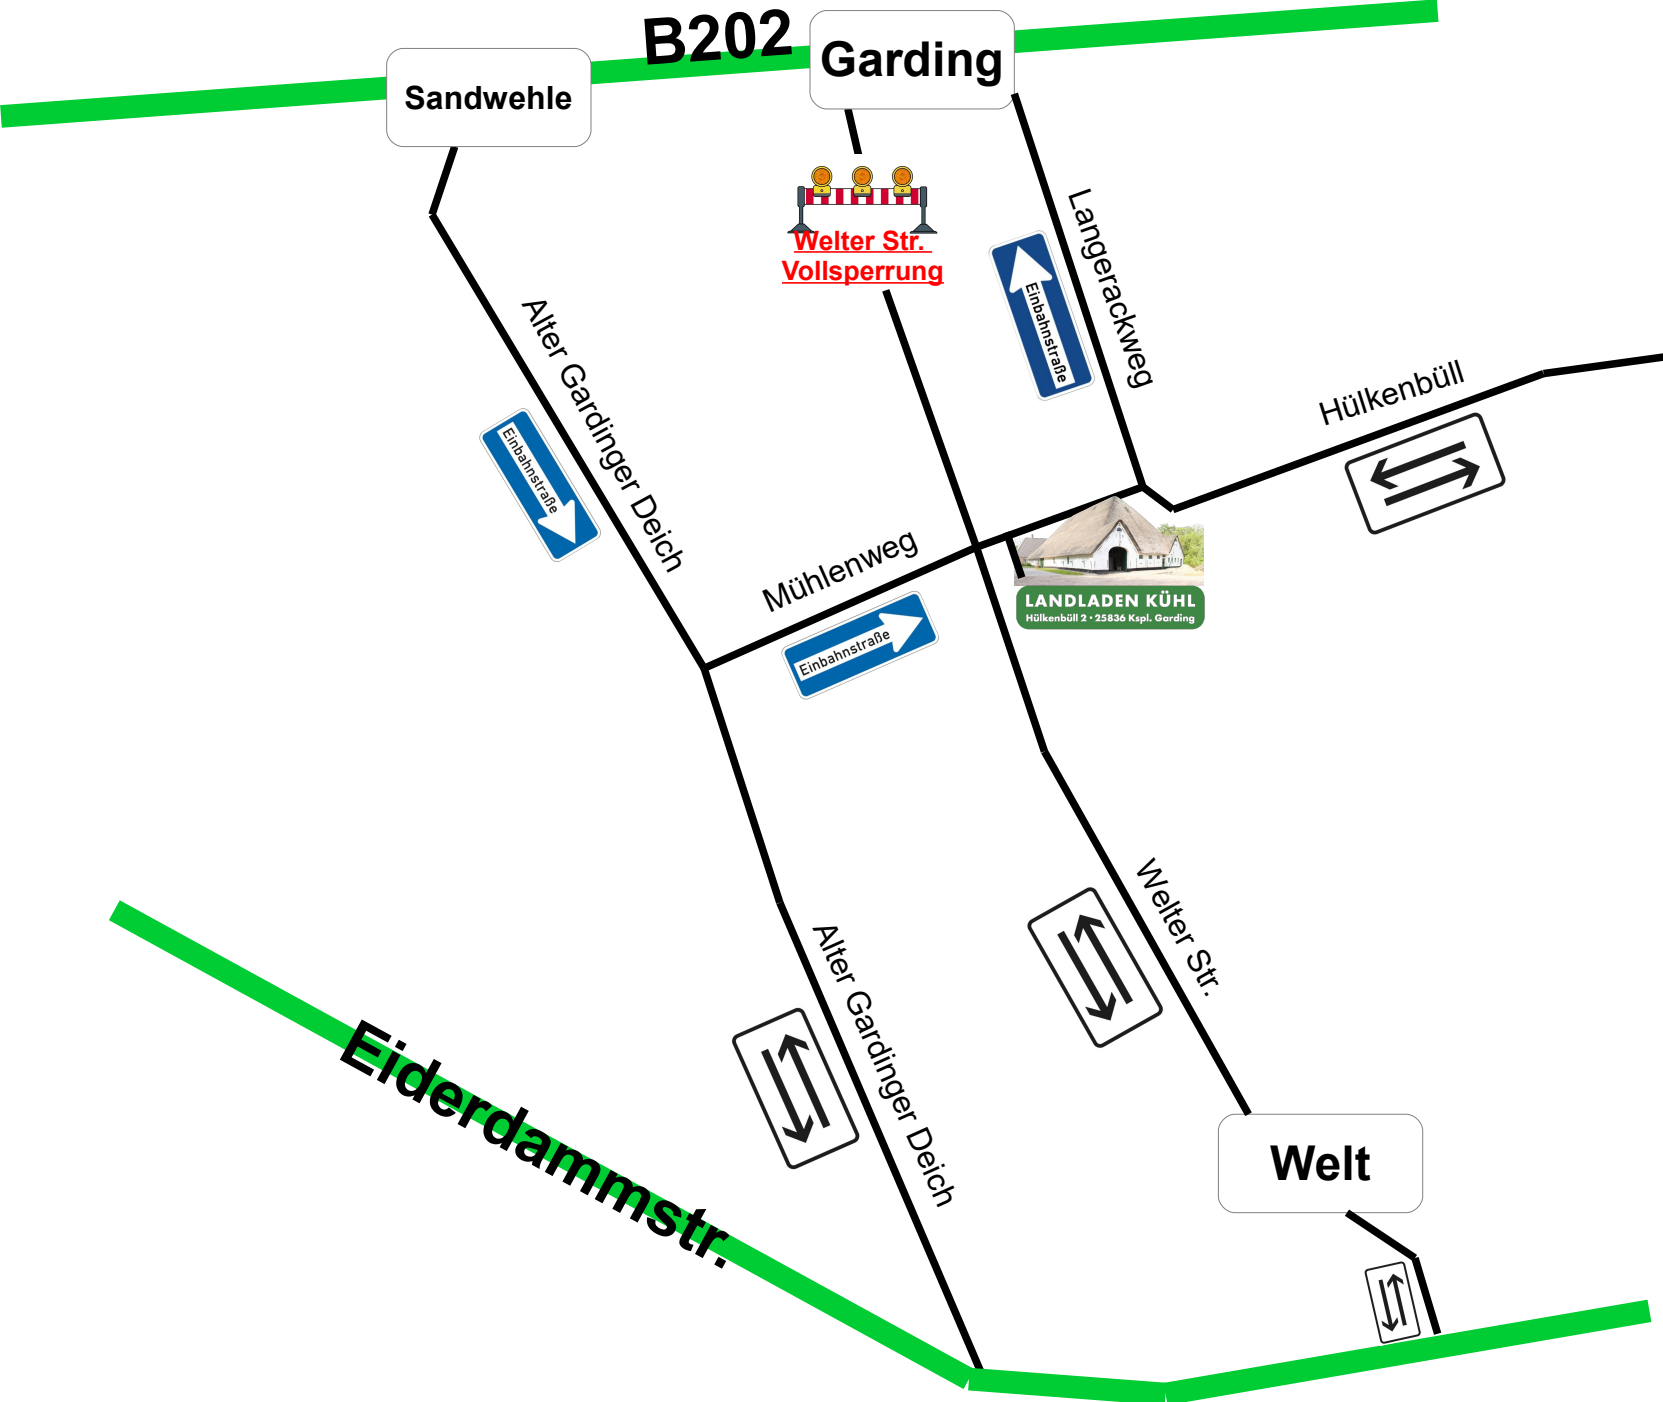 B202
Garding
Sandwehle
Welter Str.
Vollsperrung
Langerackweg
Einbahnstraße
Alter Gardinger Deich
Einbahnstraße
Hülkenbüll
Mühlenweg
Einbahnstraße
LANDLADEN KÜHL
Hülkenbüll 2 • 25836 Kspl. Garding
Welter Str.
Alter Gardinger Deich
Eiderdammstr.
Welt